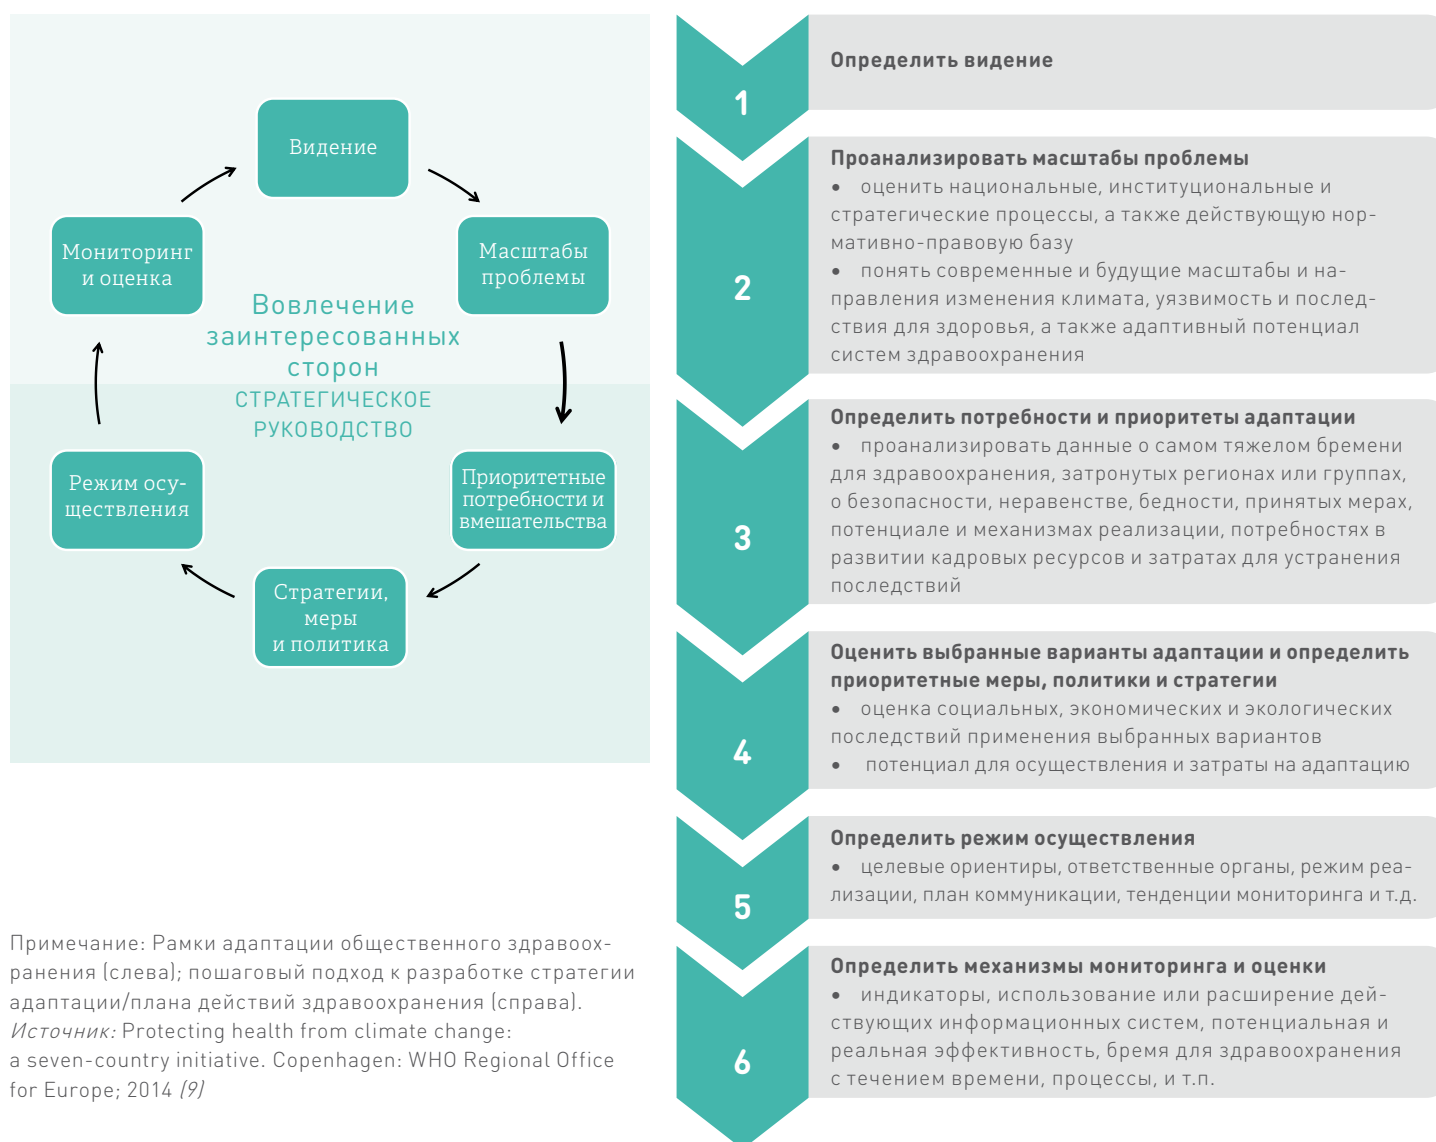 Видение
Масштабы
проблемы
Приоритетные
потребности и
вмешательства
Стратегии,
меры
и политика
Режим осу-
ществления
Мониторинг
и оценка
Вовлечение
заинтересованных
сторон
СТРАТЕГИЧЕСКОЕ
РУКОВОДСТВО
Примечание: Рамки адаптации общественного здравоох-
ранения (слева); пошаговый подход к разработке стратегии
адаптации/плана действий здравоохранения (справа).
Источник: Protecting health from climate change:
a seven-country initiative. Copenhagen: WHO Regional Office
for Europe; 2014 (9)
1
Определить видение
2
Проанализировать масштабы проблемы
• оценить национальные, институциональные и
стратегические процессы, а также действующую нор-
мативно-правовую базу
• понять современные и будущие масштабы и на-
правления изменения климата, уязвимость и послед-
ствия для здоровья, а также адаптивный потенциал
систем здравоохранения
3
Определить потребности и приоритеты адаптации
• проанализировать данные о самом тяжелом бремени
для здравоохранения, затронутых регионах или группах,
о безопасности, неравенстве, бедности, принятых мерах,
потенциале и механизмах реализации, потребностях в
развитии кадровых ресурсов и затратах для устранения
последствий
4
Оценить выбранные варианты адаптации и определить
приоритетные меры, политики и стратегии
• оценка социальных, экономических и экологических
последствий применения выбранных вариантов
• потенциал для осуществления и затраты на адаптацию
5
Определить режим осуществления
• целевые ориентиры, ответственные органы, режим реа-
лизации, план коммуникации, тенденции мониторинга и т.д.
6
Определить механизмы мониторинга и оценки
• индикаторы, использование или расширение дей-
ствующих информационных систем, потенциальная и
реальная эффективность, бремя для здравоохранения
с течением времени, процессы, и т.п.